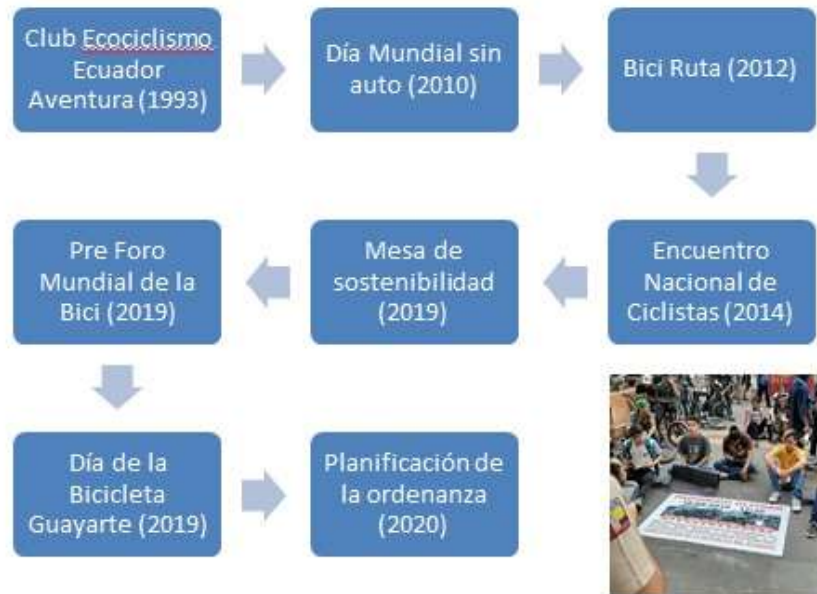 Club Ecociclismo
Ecuador
Aventura (1993)
Día Mundial sin
auto (2010)
Bici Ruta (2012)
Encuentro
Nacional de
Ciclistas (2014)
Mesa de
sostenibilidad
(2019)
Pre Foro
Mundial de la
Bici (2019)
Día de la
Bicicleta
Guayarte (2019)
Planificación de
la ordenanza
(2020)